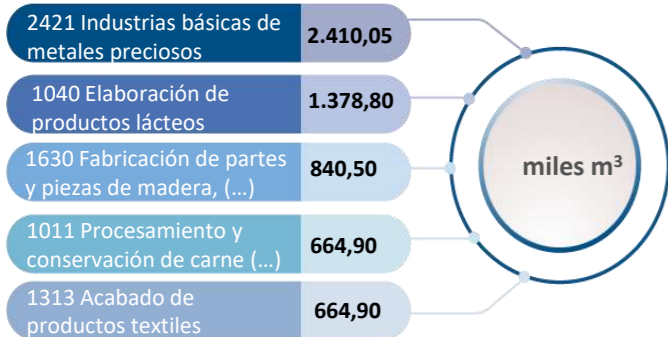 2421 Industrias básicas de
metales preciosos
2.410,05
1040 Elaboración de
productos lácteos
1.378,80
1630 Fabricación de partes
y piezas de madera, (...)
840,50
1011 Procesamiento y
conservación de carne (...)
664,90
1313 Acabado de
productos textiles
664,90
miles m³